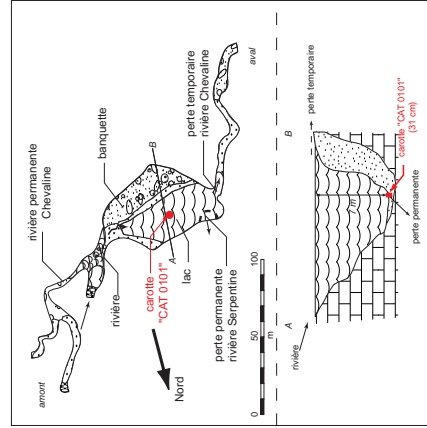 amont
rivière permanente
Chevaline
banquette
B
perte temporaire
rivière Chevaline
aval
rivière
carotte
"CAT 0101"
A
lac
perte permanente
rivière Serpentine
Nord
0
50
100
m
A
B
rivière
perte temporaire
7 m
carotte "CAT 0101"
(31 cm)
perte permanente